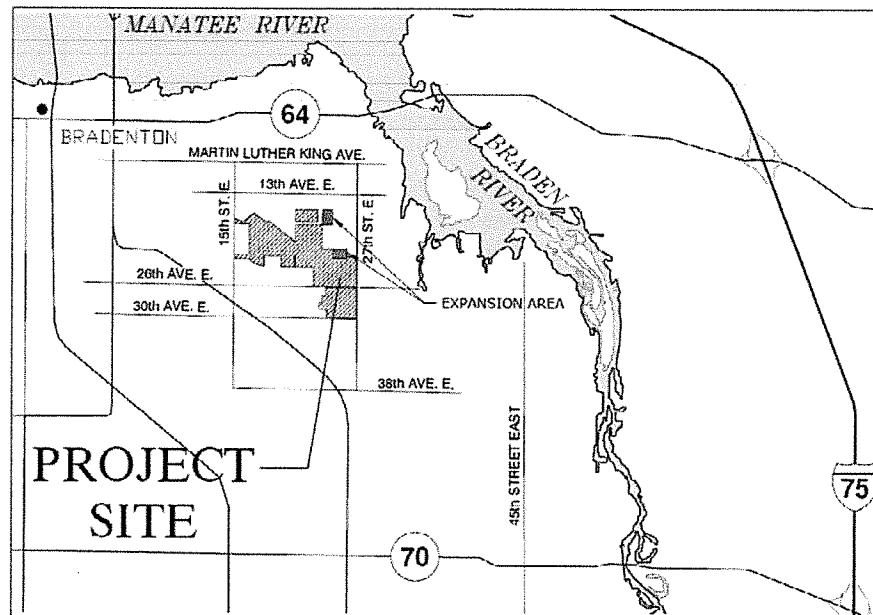 MANATEE RIVER
64
BRADENTON
MARTIN LUTHER KING AVE.
BRADEN
RIVER
13th AVE. E.
15th ST. E.
27th ST. E.
26th AVE. E.
EXPANSION AREA
30th AVE. E.
38th AVE. E.
PROJECT
SITE
45th STREET EAST
75
70